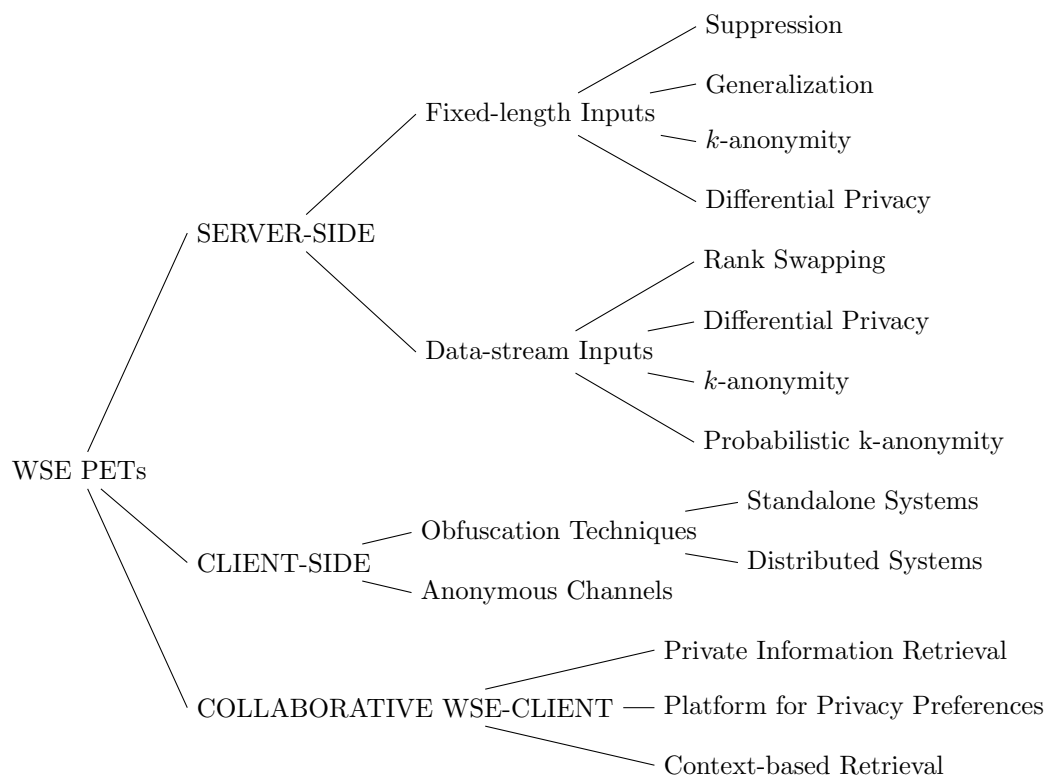 Suppression
Generalization
Fixed-length Inputs
k-anonymity
Differential Privacy
SERVER-SIDE
Rank Swapping
Differential Privacy
Data-stream Inputs
k-anonymity
Probabilistic k-anonymity
WSE PETs
Standalone Systems
Obfuscation Techniques
Distributed Systems
CLIENT-SIDE
Anonymous Channels
Private Information Retrieval
COLLABORATIVE WSE-CLIENT
Platform for Privacy Preferences
Context-based Retrieval